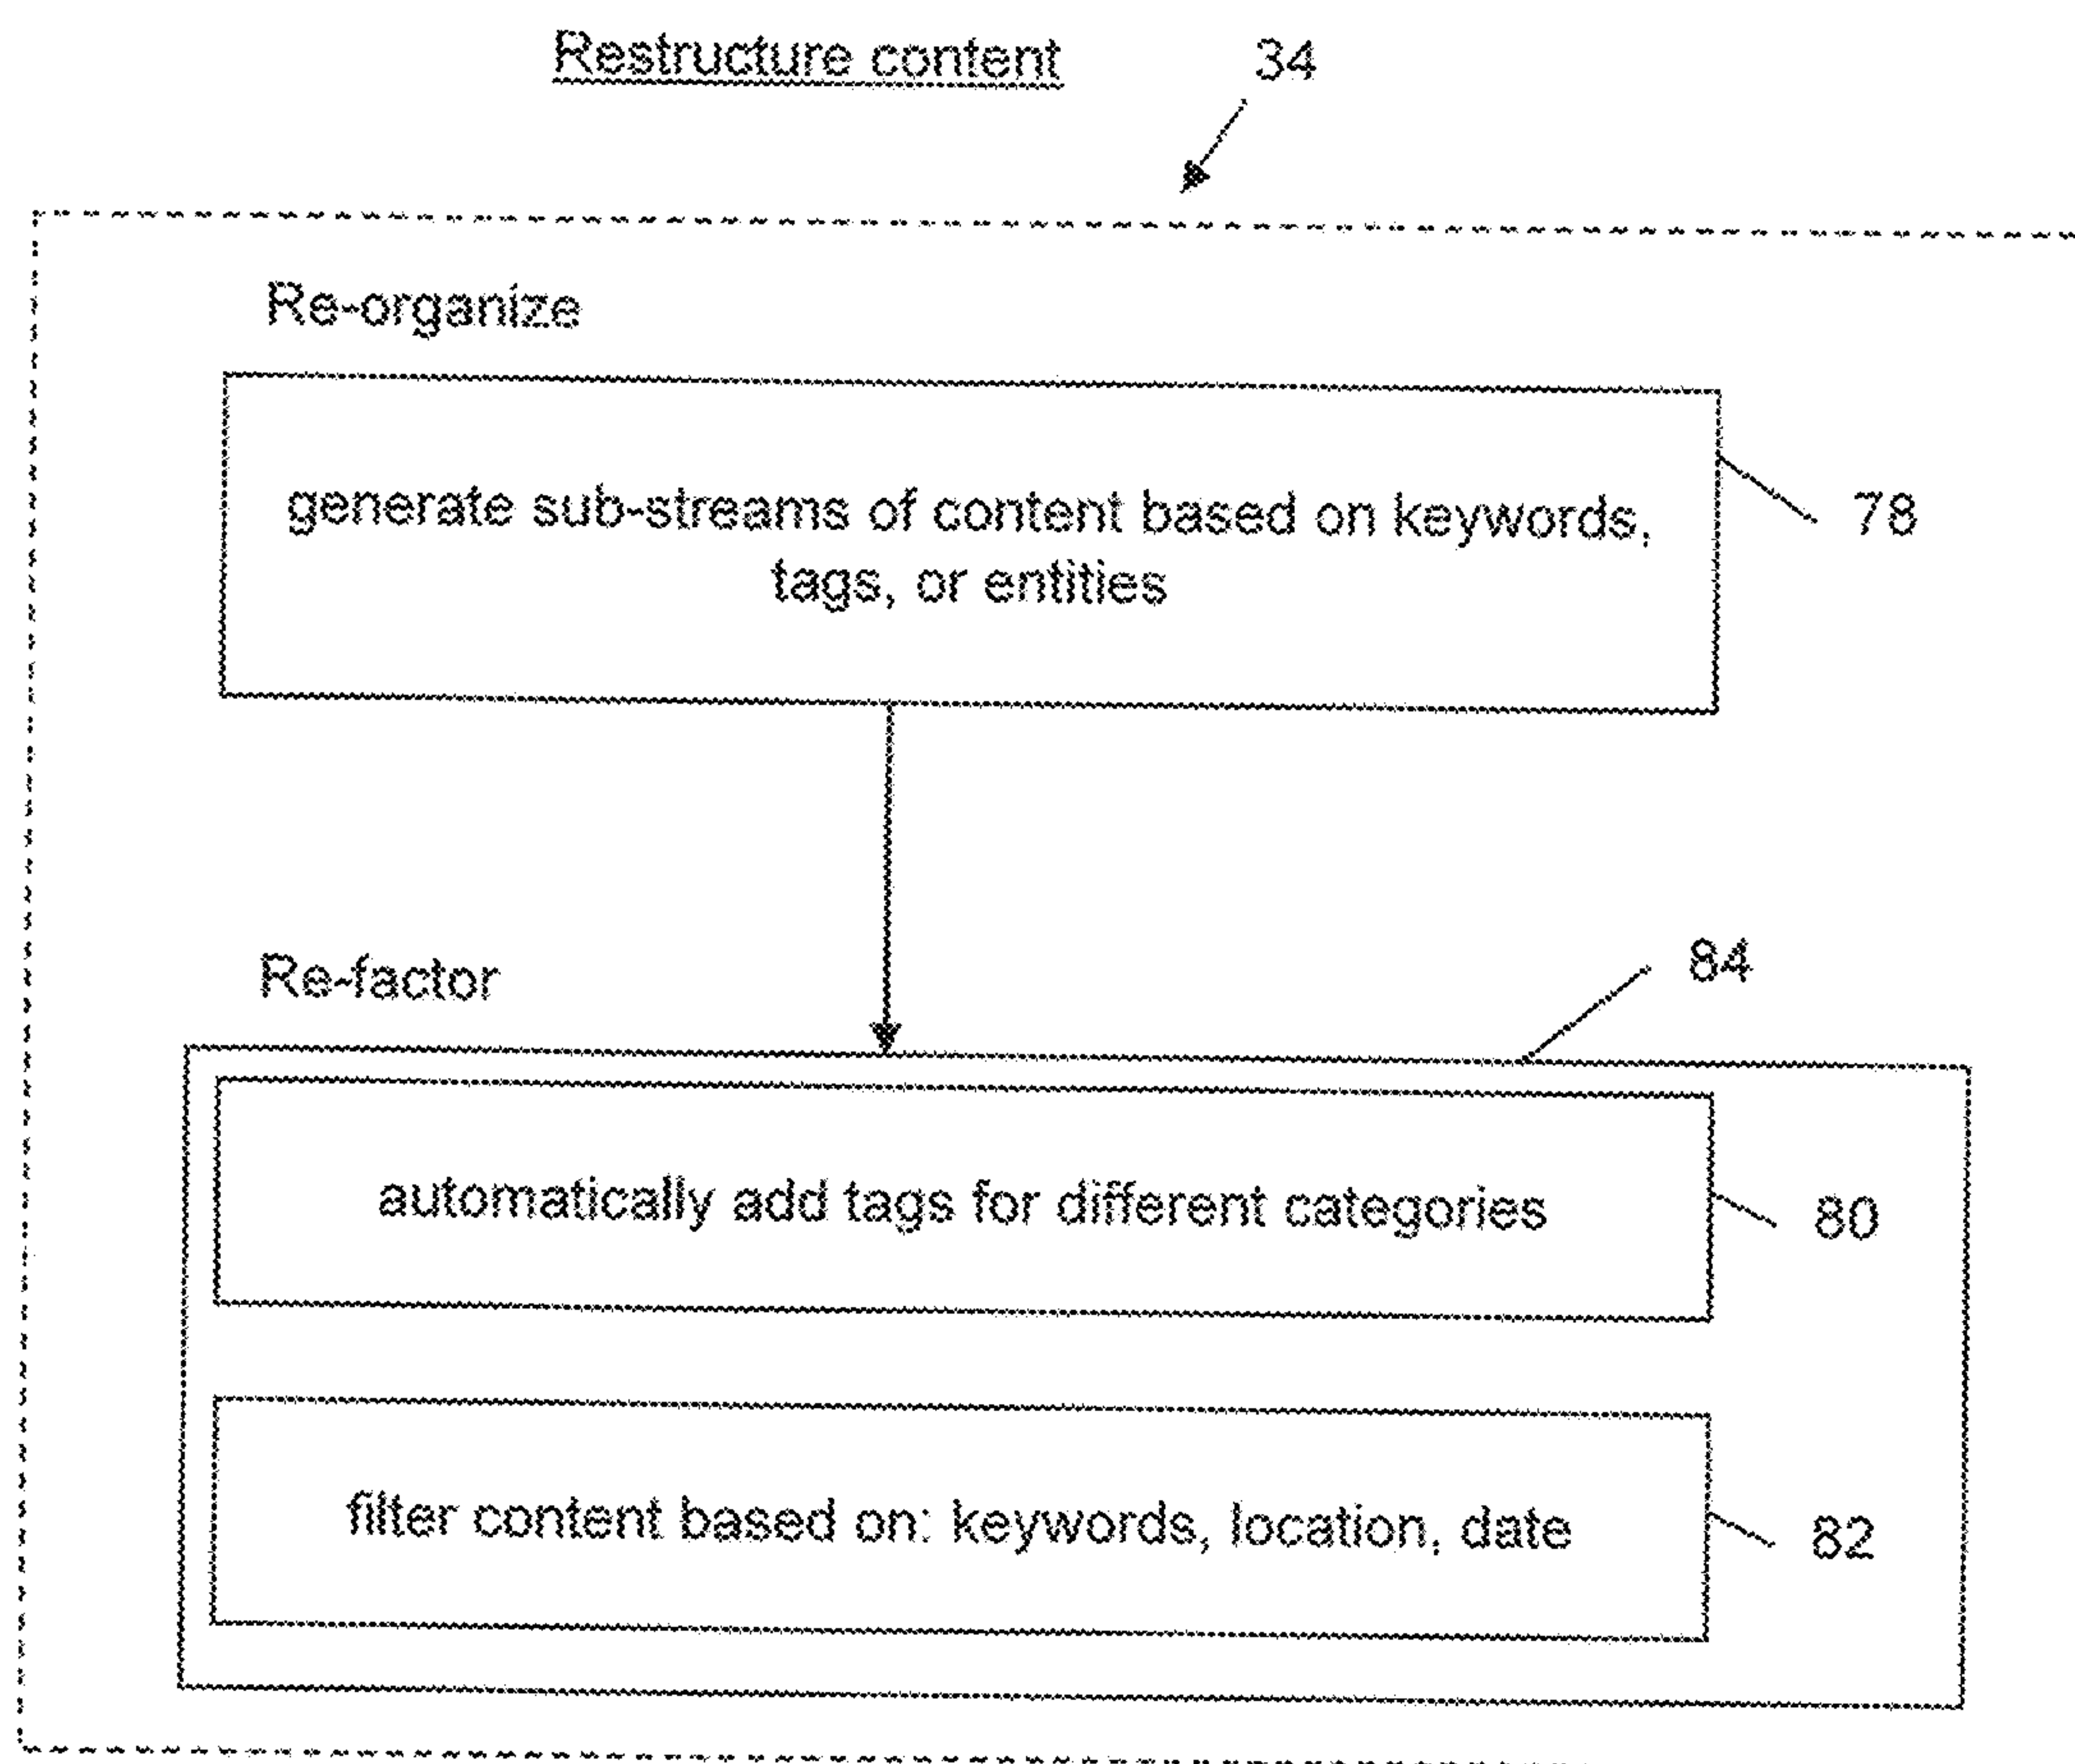 Restructure content
34
Re-organize
generate sub-streams of content based on keywords,
tags, or entities
78
Re-factor
84
automatically add tags for different categories
80
filter content based on: keywords, location, date
82